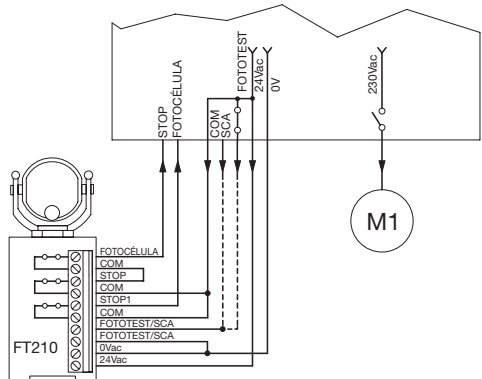 FOTOTEST
24Vac
0V
230Vac
STOP
FOTOCÉLULA
COM
SCA
M1
FOTOCÉLULA
COM
STOP
COM
STOP1
COM
FOTOTEST/SCA
FOTOTEST/SCA
0Vac
24Vac
FT210